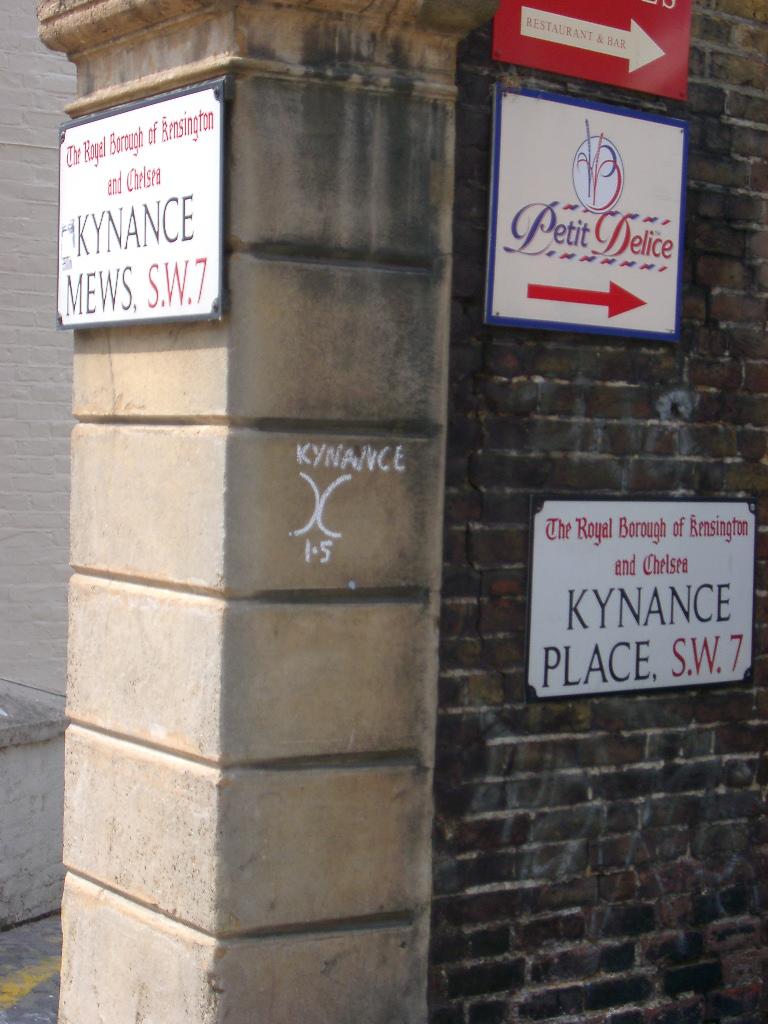 The Royal Borough of Kensington
and Chelsea
KYNANCE
MEWS, S.W.7
RESTAURANT & BAR
Petit Delice
KYNANCE
1.5
The Royal Borough of Kensington
and Chelsea
KYNANCE
PLACE, S.W.7